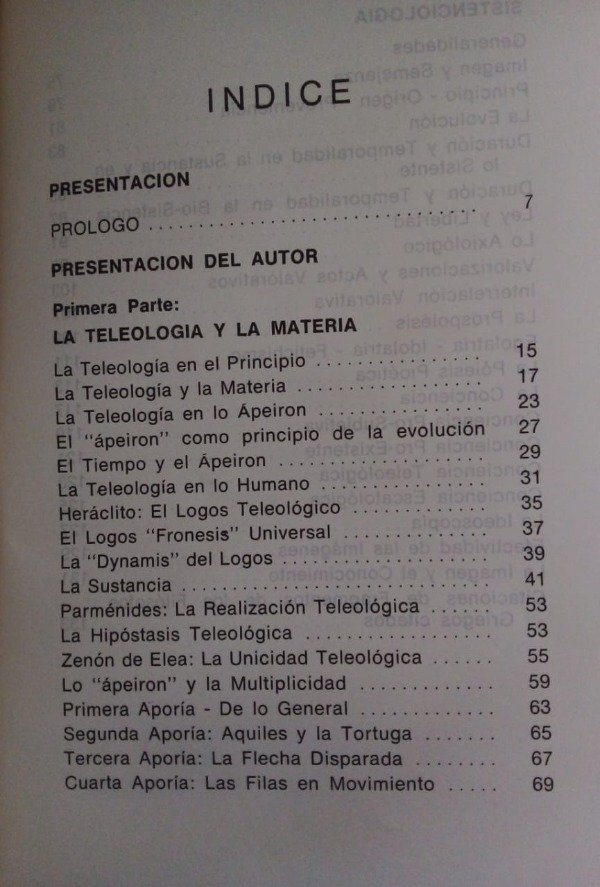 INDICE
PRESENTACION
PROLOGO . . . . . . . . . . . . . . . . . . . . . . . . . . . . . . 7
PRESENTACION DEL AUTOR
Primera Parte:
LA TELEOLOGIA Y LA MATERIA
La Teleología en el Principio . . . . . . . . . . . . . . 15
La Teleología y la Materia . . . . . . . . . . . . . . . . 17
La Teleología en lo Ápeiron . . . . . . . . . . . . . . 23
El "ápeiron" como principio de la evolución 27
El Tiempo y el Ápeiron . . . . . . . . . . . . . . . . . 29
La Teleología en lo Humano . . . . . . . . . . . . . . 31
Heráclito: El Logos Teleológico . . . . . . . . . . . 35
El Logos "Fronesis" Universal . . . . . . . . . . . . 37
La "Dynamis" del Logos . . . . . . . . . . . . . . . . 39
La Sustancia . . . . . . . . . . . . . . . . . . . . . . . . 41
Parménides: La Realización Teleológica . . . . . 53
La Hipóstasis Teleológica . . . . . . . . . . . . . . . 53
Zenón de Elea: La Unicidad Teleológica . . . . . 55
Lo "ápeiron" y la Multiplicidad . . . . . . . . . . . 59
Primera Aporía - De lo General . . . . . . . . . . . 63
Segunda Aporía: Aquiles y la Tortuga . . . . . . 65
Tercera Aporía: La Flecha Disparada . . . . . . . 67
Cuarta Aporía: Las Filas en Movimiento . . . . . 69